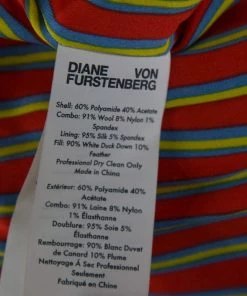 DIANE VON
FURSTENBERG
Shell: 60% Polyamide 40% Acetate
Combo: 91% Wool 8% Nylon 1%
Spandex
Lining: 95% Silk 5% Spandex
Fill: 90% White Duck Down 10%
Feather
Professional Dry Clean Only
Made in China
Extérieur: 60% Polyamide 40%
Acétate
Combo: 91% Laine 8% Nylon
1% Élasthanne
Doublure: 95% Soie 5%
Élasthanne
Rembourrage: 90% Blanc Duvet
de Canard 10% Plume
Nettoyage À Sec Professionnel
Seulement
Fabriqué en Chine